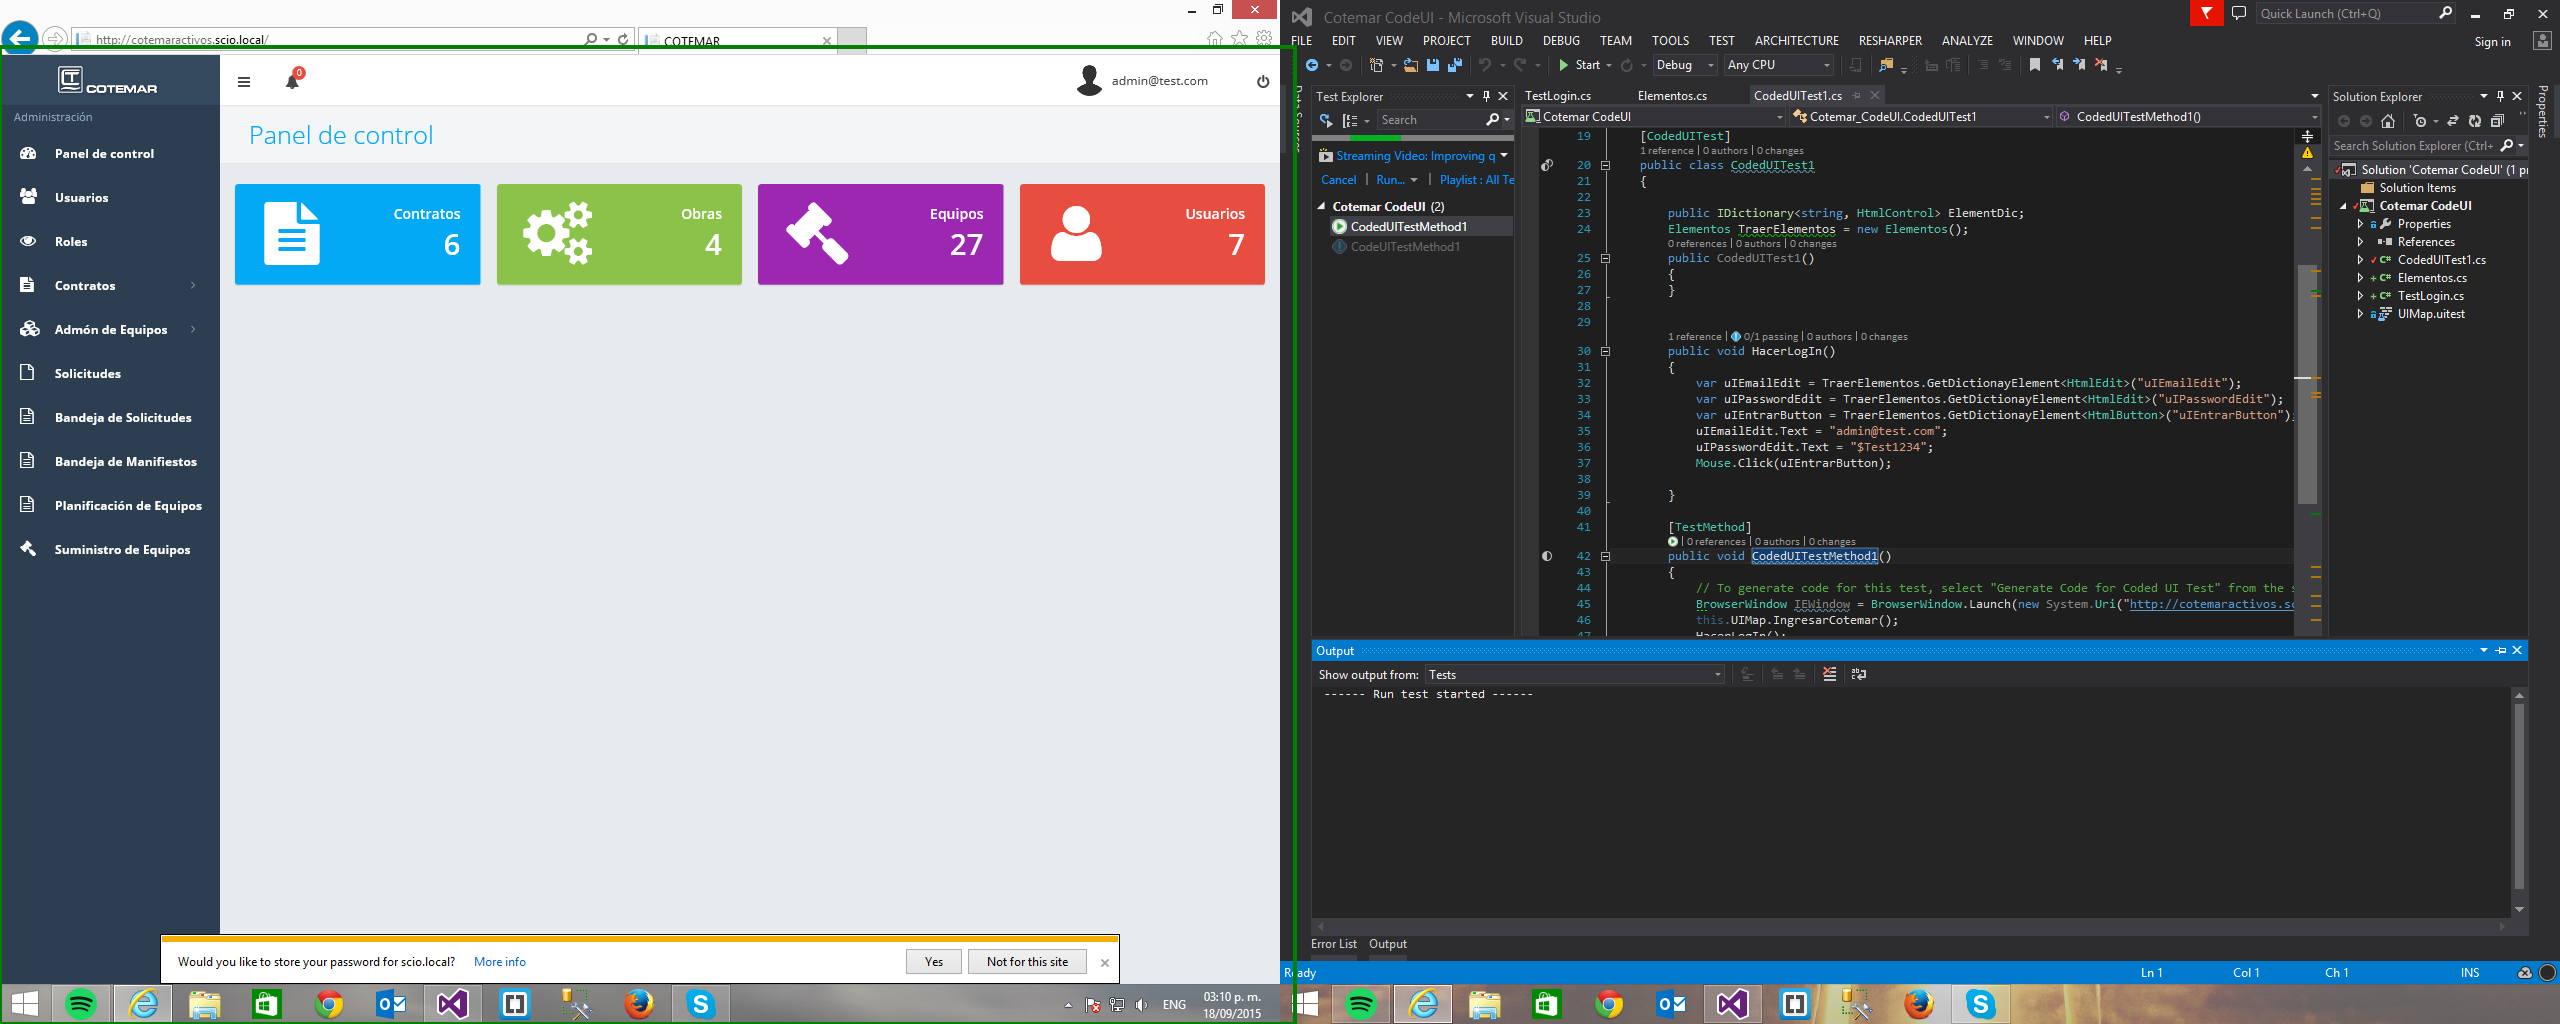 http://cotemaractivos.scio.local/
COTEMAR
COTEMAR
0
admin@test.com
Administración
Panel de control
Panel de control
Usuarios
Roles
Contratos
Admón de Equipos
Solicitudes
Bandeja de Solicitudes
Bandeja de Manifiestos
Planificación de Equipos
Suministro de Equipos
Contratos
6
Obras
4
Equipos
27
Usuarios
7
Would you like to store your password for scio.local? More info Yes Not for this site
ENG
03:10 p. m.
18/09/2015
Cotemar CodeUI - Microsoft Visual Studio
Quick Launch (Ctrl+Q)
FILE EDIT VIEW PROJECT BUILD DEBUG TEAM TOOLS TEST ARCHITECTURE RESHARPER ANALYZE WINDOW HELP
Sign in
Start Debug Any CPU
Data Sources
Test Explorer
Search
Streaming Video: Improving q
Cancel | Run... | Playlist : All Te
Cotemar CodeUI (2)
CodedUITestMethod1
CodeUITestMethod1
TestLogin.cs Elementos.cs CodedUITest1.cs
Cotemar CodeUI Cotemar_CodeUI.CodedUITest1 CodedUITestMethod1()
19 [CodedUITest]
1 reference | 0 authors | 0 changes
20 public class CodedUITest1
21 {
22
23 public IDictionary<string, HtmlControl> ElementDic;
24 Elementos TraerElementos = new Elementos();
0 references | 0 authors | 0 changes
25 public CodedUITest1()
26 {
27 }
28
29
1 reference | 0/1 passing | 0 authors | 0 changes
30 public void HacerLogIn()
31 {
32 var uIEmailEdit = TraerElementos.GetDictionayElement<HtmlEdit>("uIEmailEdit");
33 var uIPasswordEdit = TraerElementos.GetDictionayElement<HtmlEdit>("uIPasswordEdit");
34 var uIEntrarButton = TraerElementos.GetDictionayElement<HtmlButton>("uIEntrarButton");
35 uIEmailEdit.Text = "admin@test.com";
36 uIPasswordEdit.Text = "$Test1234";
37 Mouse.Click(uIEntrarButton);
38
39 }
40
41 [TestMethod]
| 0 references | 0 authors | 0 changes
42 public void CodedUITestMethod1()
43 {
44 // To generate code for this test, select "Generate Code for Coded UI Test" from the s
45 BrowserWindow IEWindow = BrowserWindow.Launch(new System.Uri("http://cotemaractivos.sc
46 this.UIMap.IngresarCotemar();
47 HacerLogIn();
Solution Explorer
Search Solution Explorer (Ctrl+
Solution 'Cotemar CodeUI' (1 p
Solution Items
Cotemar CodeUI
Properties
References
CodedUITest1.cs
Elementos.cs
TestLogin.cs
UIMap.uitest
Properties
Output
Show output from: Tests
------ Run test started ------
Error List Output
Ready Ln 1 Col 1 Ch 1 INS